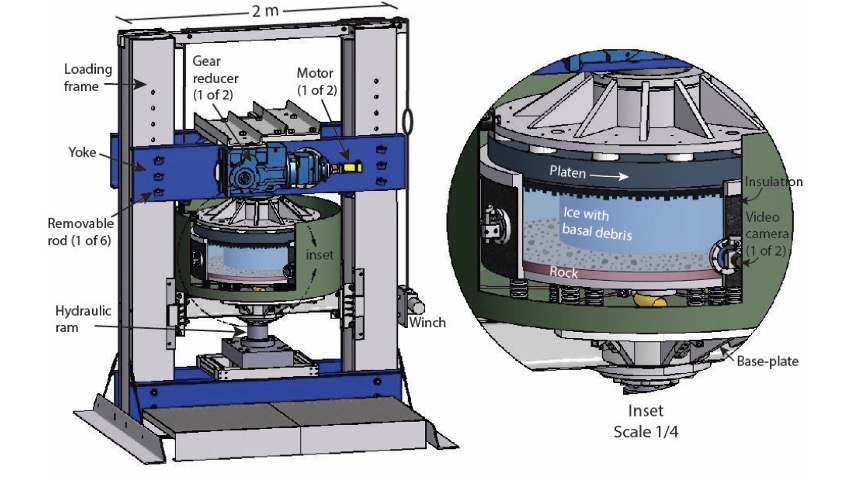 2 m
Loading
frame
Gear
reducer
(1 of 2)
Motor
(1 of 2)
Yoke
Removable
rod (1 of 6)
inset
Hydraulic
ram
Winch
Platen
Insulation
Ice with
basal debris
Video
camera
(1 of 2)
Rock
Base-plate
Inset
Scale 1/4